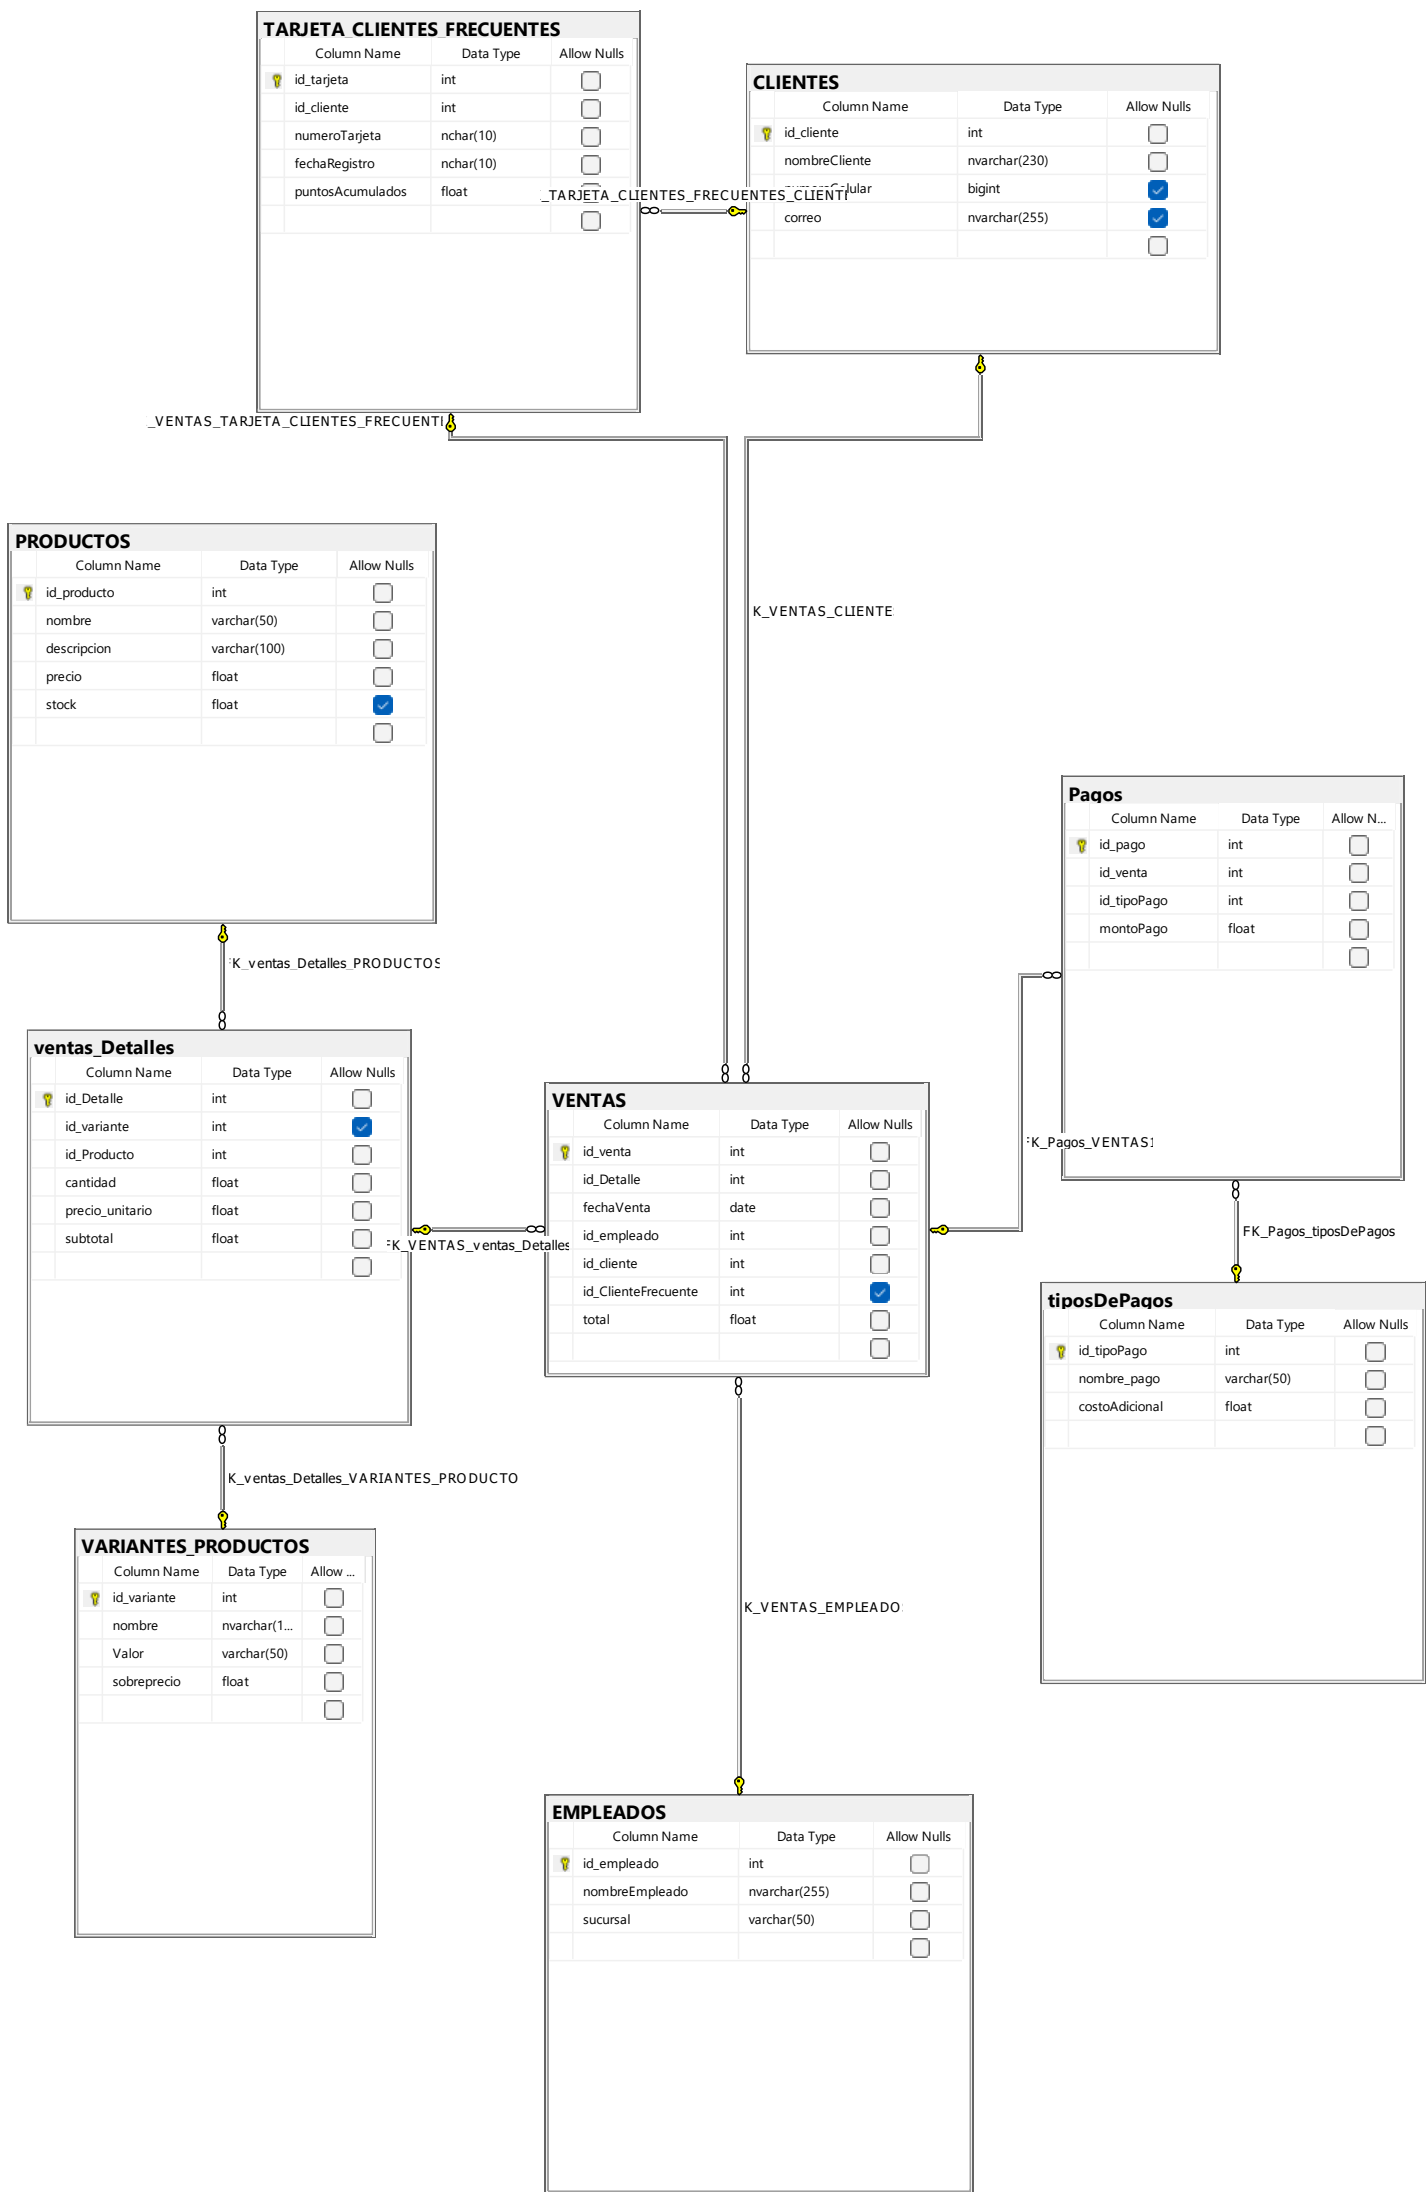 TARJETA_CLIENTES_FRECUENTES
Column Name Data Type Allow Nulls
id_tarjeta int
id_cliente int
numeroTarjeta nchar(10)
fechaRegistro nchar(10)
puntosAcumulados float
CLIENTES
Column Name Data Type Allow Nulls
id_cliente int
nombreCliente nvarchar(230)
bigint
correo nvarchar(255)
_TARJETA_CLIENTES_FRECUENTES_CLIENTI
_VENTAS_TARJETA_CLIENTES_FRECUENTI
PRODUCTOS
Column Name Data Type Allow Nulls
id_producto int
nombre varchar(50)
descripcion varchar(100)
precio float
stock float
K_VENTAS_CLIENTE
Pagos
Column Name Data Type Allow N...
id_pago int
id_venta int
id_tipoPago int
montoPago float
K_ventas_Detalles_PRODUCTOS
ventas_Detalles
Column Name Data Type Allow Nulls
id_Detalle int
id_variante int
id_Producto int
cantidad float
precio_unitario float
subtotal float
VENTAS
Column Name Data Type Allow Nulls
id_venta int
id_Detalle int
fechaVenta date
id_empleado int
id_cliente int
id_ClienteFrecuente int
total float
FK_VENTAS_ventas_Detalles
FK_Pagos_VENTAS1
FK_Pagos_tiposDePagos
tiposDePagos
Column Name Data Type Allow Nulls
id_tipoPago int
nombre_pago varchar(50)
costoAdicional float
K_ventas_Detalles_VARIANTES_PRODUCTO
VARIANTES_PRODUCTOS
Column Name Data Type Allow ...
id_variante int
nombre nvarchar(1...
Valor varchar(50)
sobreprecio float
K_VENTAS_EMPLEADO
EMPLEADOS
Column Name Data Type Allow Nulls
id_empleado int
nombreEmpleado nvarchar(255)
sucursal varchar(50)